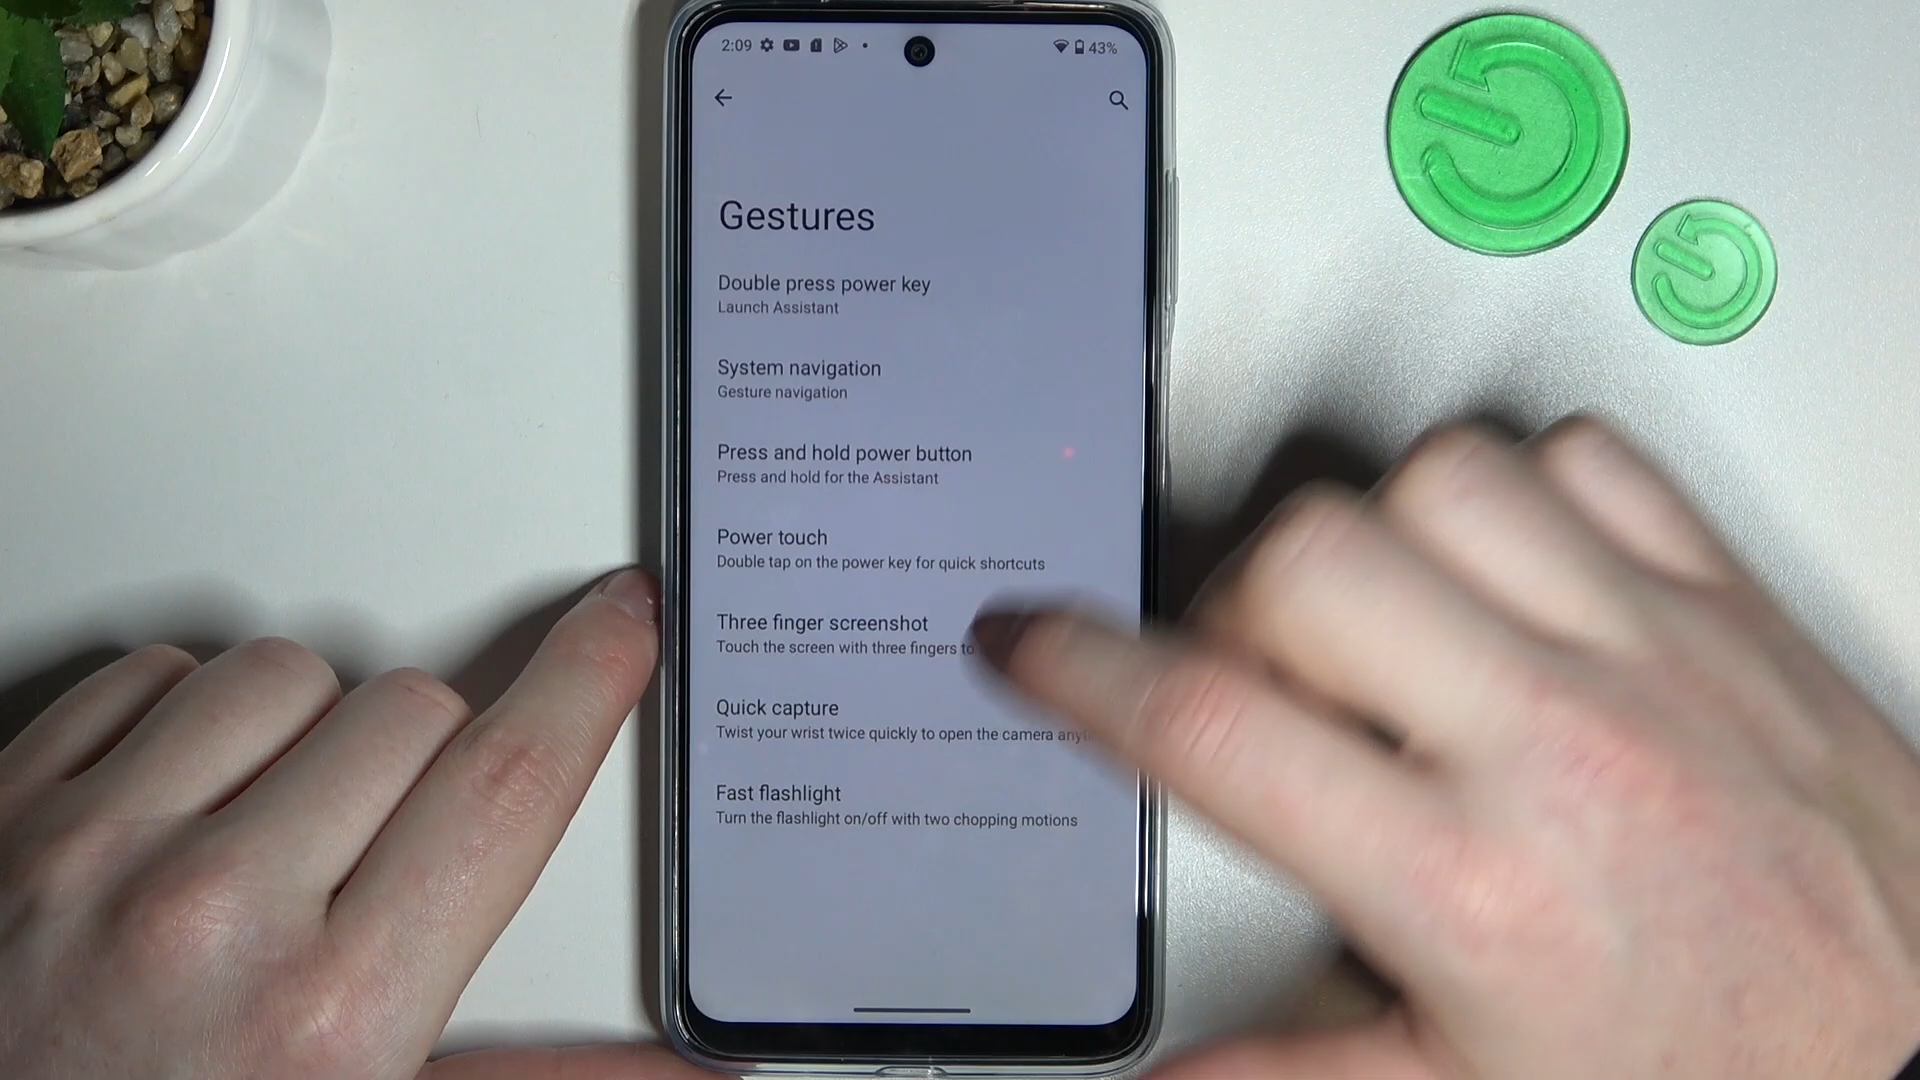 2:09
43%
Gestures
Double press power key
Launch Assistant
System navigation
Gesture navigation
Press and hold power button
Press and hold for the Assistant
Power touch
Double tap on the power key for quick shortcuts
Three finger screenshot
Touch the screen with three fingers to
Quick capture
Twist your wrist twice quickly to open the camera
Fast flashlight
Turn the flashlight on/off with two chopping motions